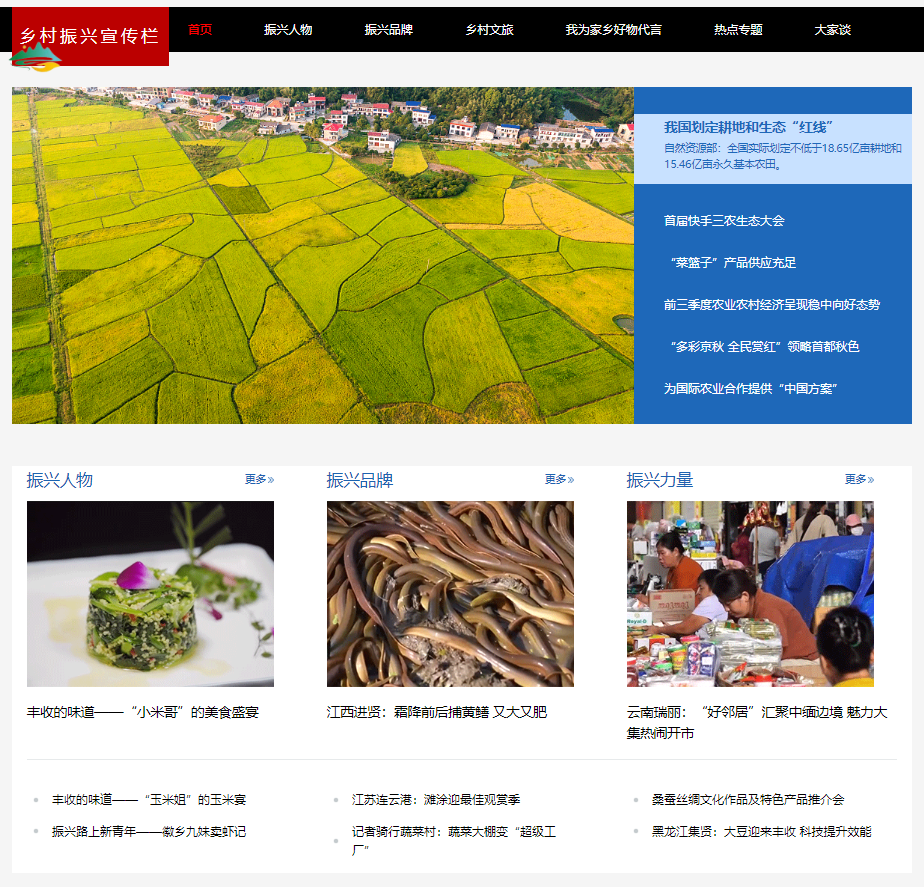 乡村振兴宣传栏
首页 振兴人物 振兴品牌 乡村文旅 我为家乡好物代言 热点专题 大家谈
我国划定耕地和生态“红线”
自然资源部：全国实际划定不低于18.65亿亩耕地和
15.46亿亩永久基本农田。
首届快手三农生态大会
“菜篮子”产品供应充足
前三季度农业农村经济呈现稳中向好态势
“多彩京秋 全民赏红”领略首都秋色
为国际农业合作提供“中国方案”
振兴人物 更多»
丰收的味道——“小米哥”的美食盛宴
丰收的味道——“玉米姐”的玉米宴
振兴路上新青年——徽乡九妹卖虾记
振兴品牌 更多»
江西进贤：霜降前后捕黄鳝 又大又肥
江苏连云港：滩涂迎最佳观赏季
记者骑行蔬菜村：蔬菜大棚变“超级工
厂”
振兴力量 更多»
云南瑞丽：“好邻居”汇聚中缅边境 魅力大
集热闹开市
桑蚕丝绸文化作品及特色产品推介会
黑龙江集贤：大豆迎来丰收 科技提升效能